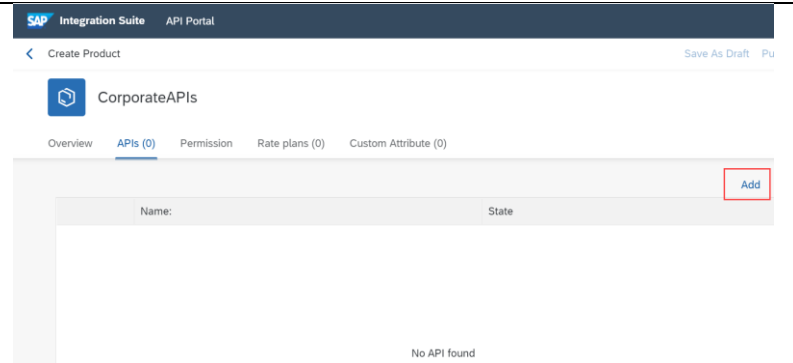 SAP Integration Suite API Portal
Create Product Save As Draft
CorporateAPIs
Overview APIs (0) Permission Rate plans (0) Custom Attribute (0)
Add
Name: State
No API found